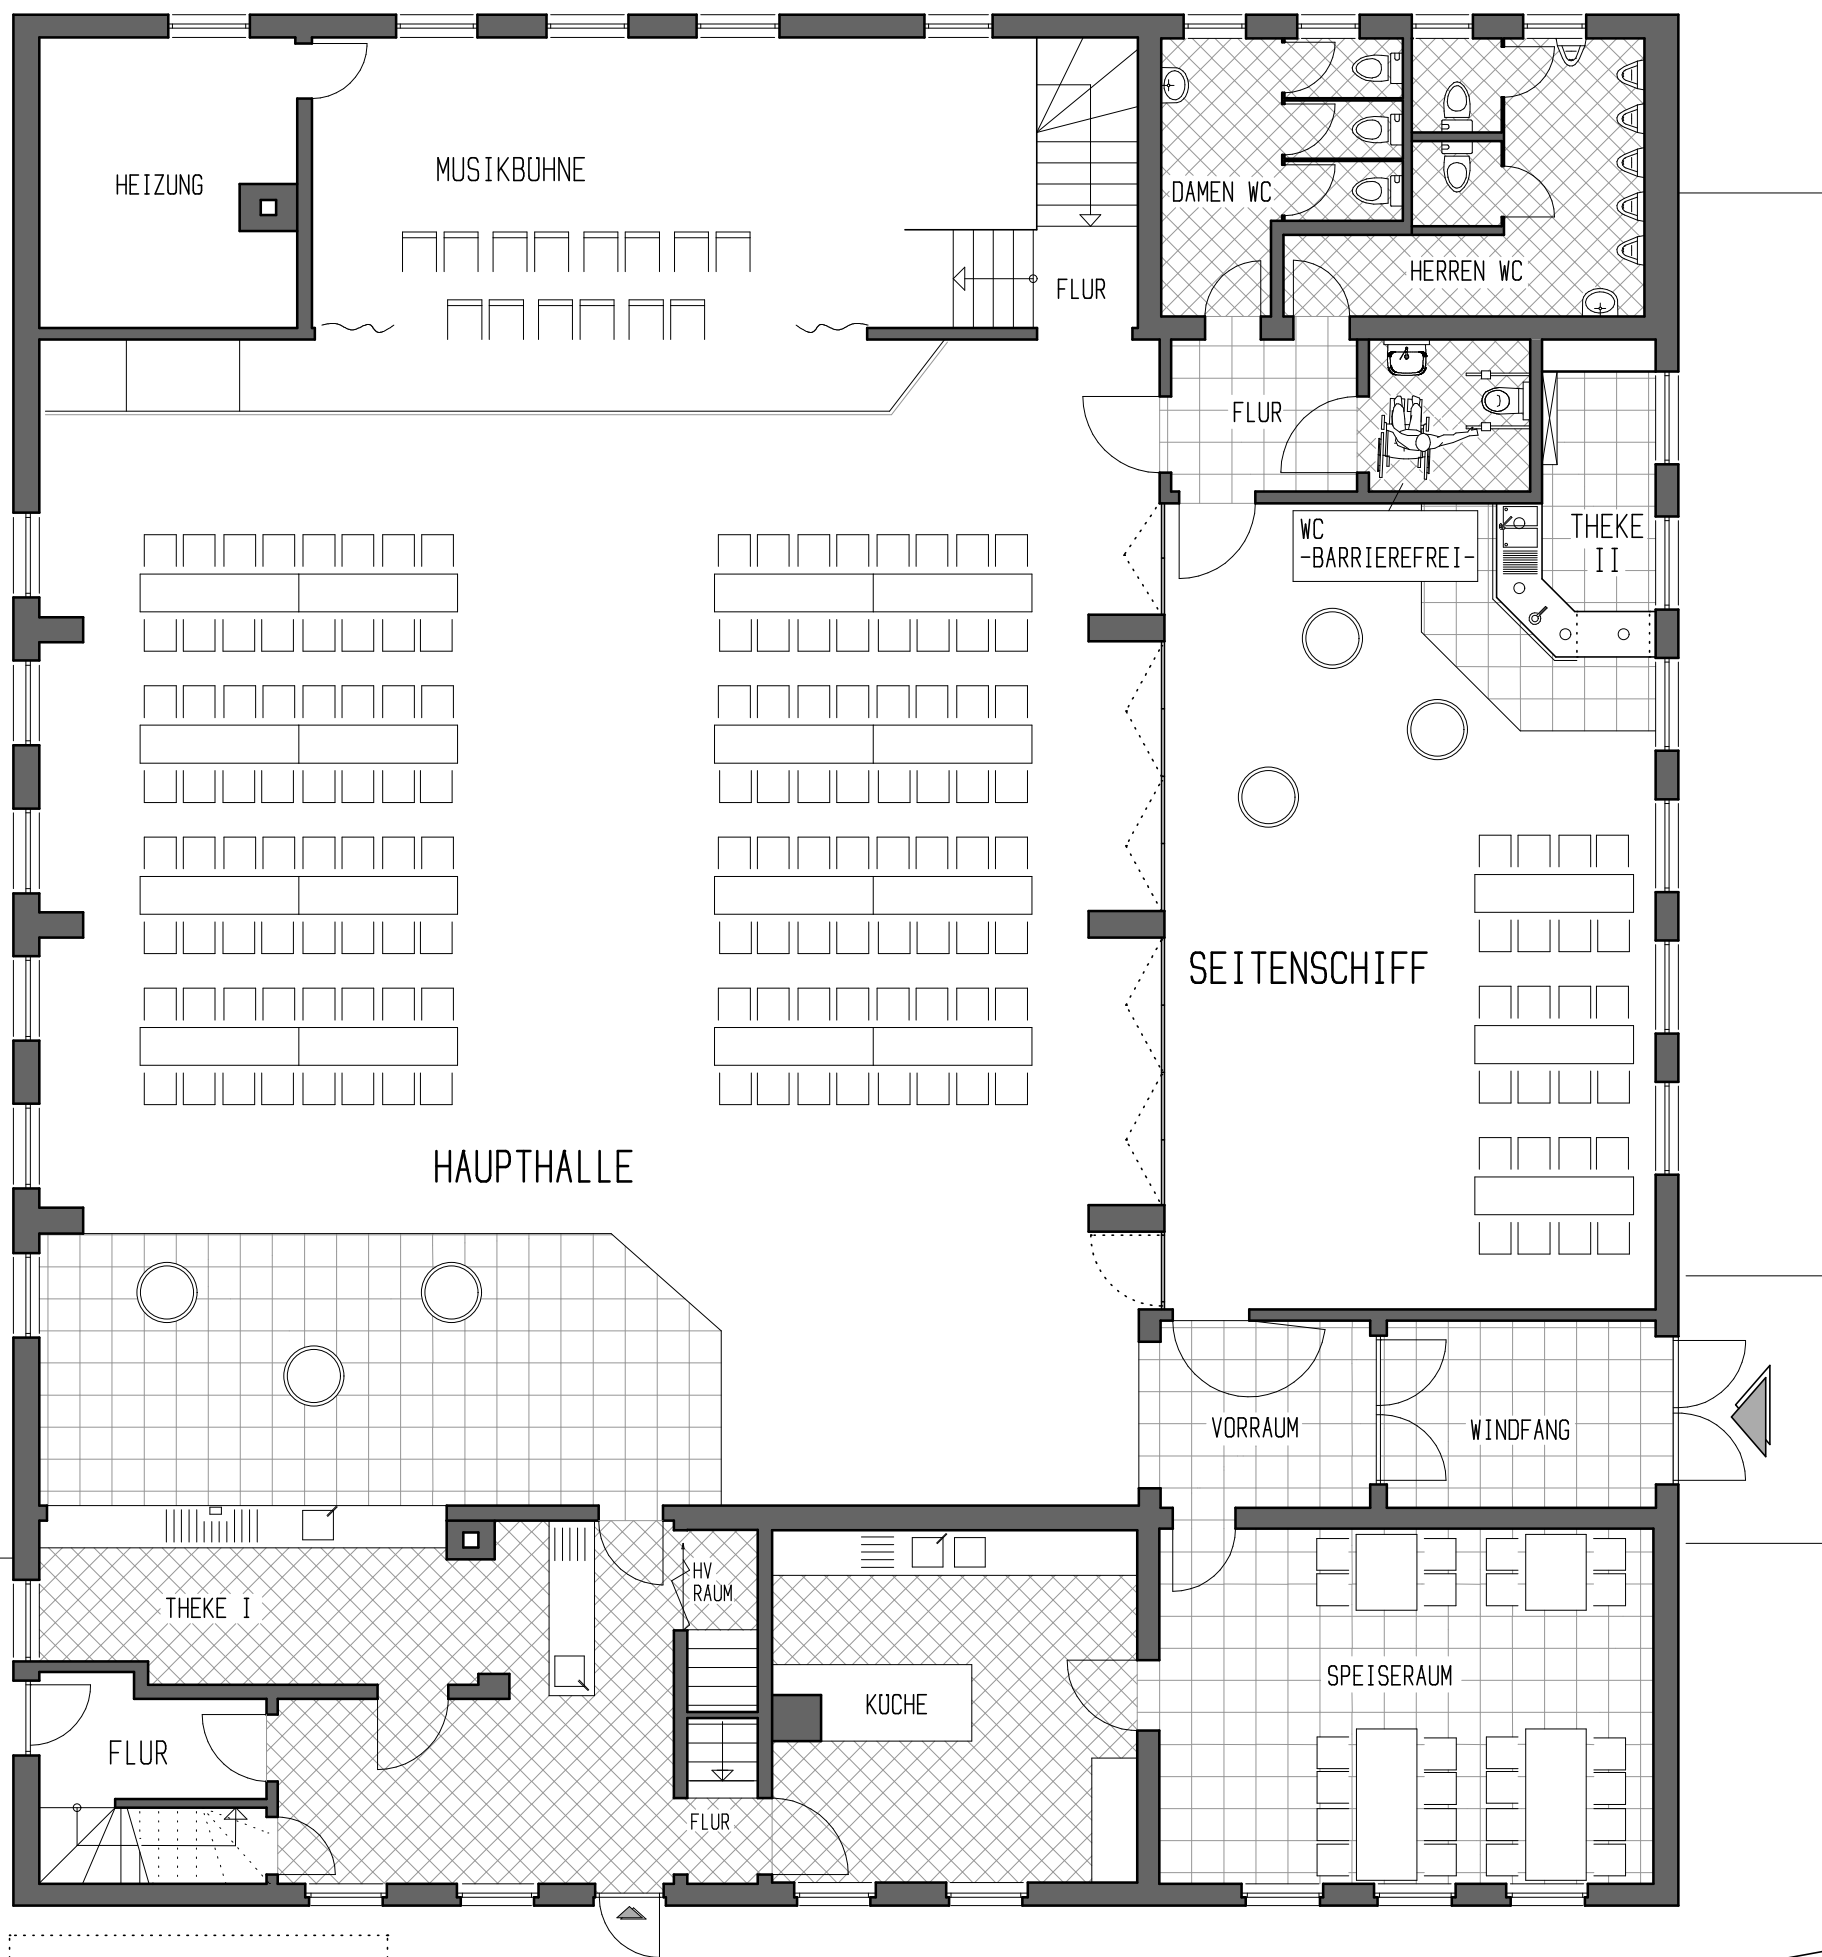 HEIZUNG
MUSIKBÜHNE
DAMEN WC
HERREN WC
FLUR
FLUR
WC
-BARRIEREFREI-
THEKE
II
SEITENSCHIFF
HAUPTHALLE
VORRAUM
WINDFANG
THEKE I
HV
RAUM
KÜCHE
SPEISERAUM
FLUR
FLUR